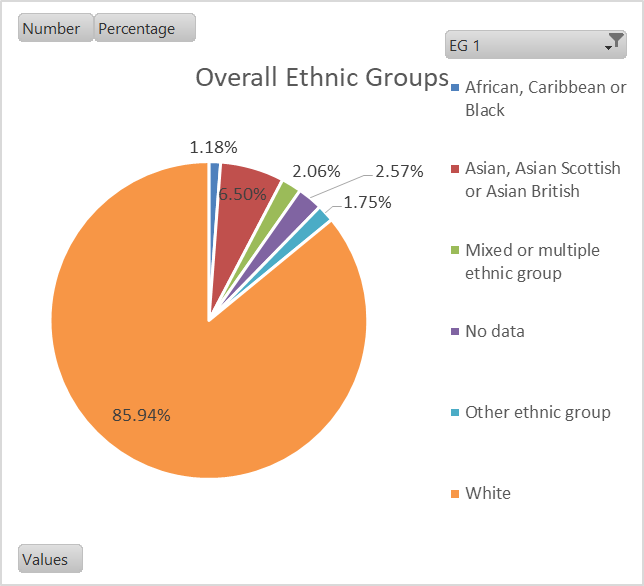 Number
Percentage
EG 1
Overall Ethnic Groups
African, Caribbean or
Black
Asian, Asian Scottish
or Asian British
Mixed or multiple
ethnic group
No data
Other ethnic group
White
1.18%
6.50%
2.06%
2.57%
1.75%
85.94%
Values